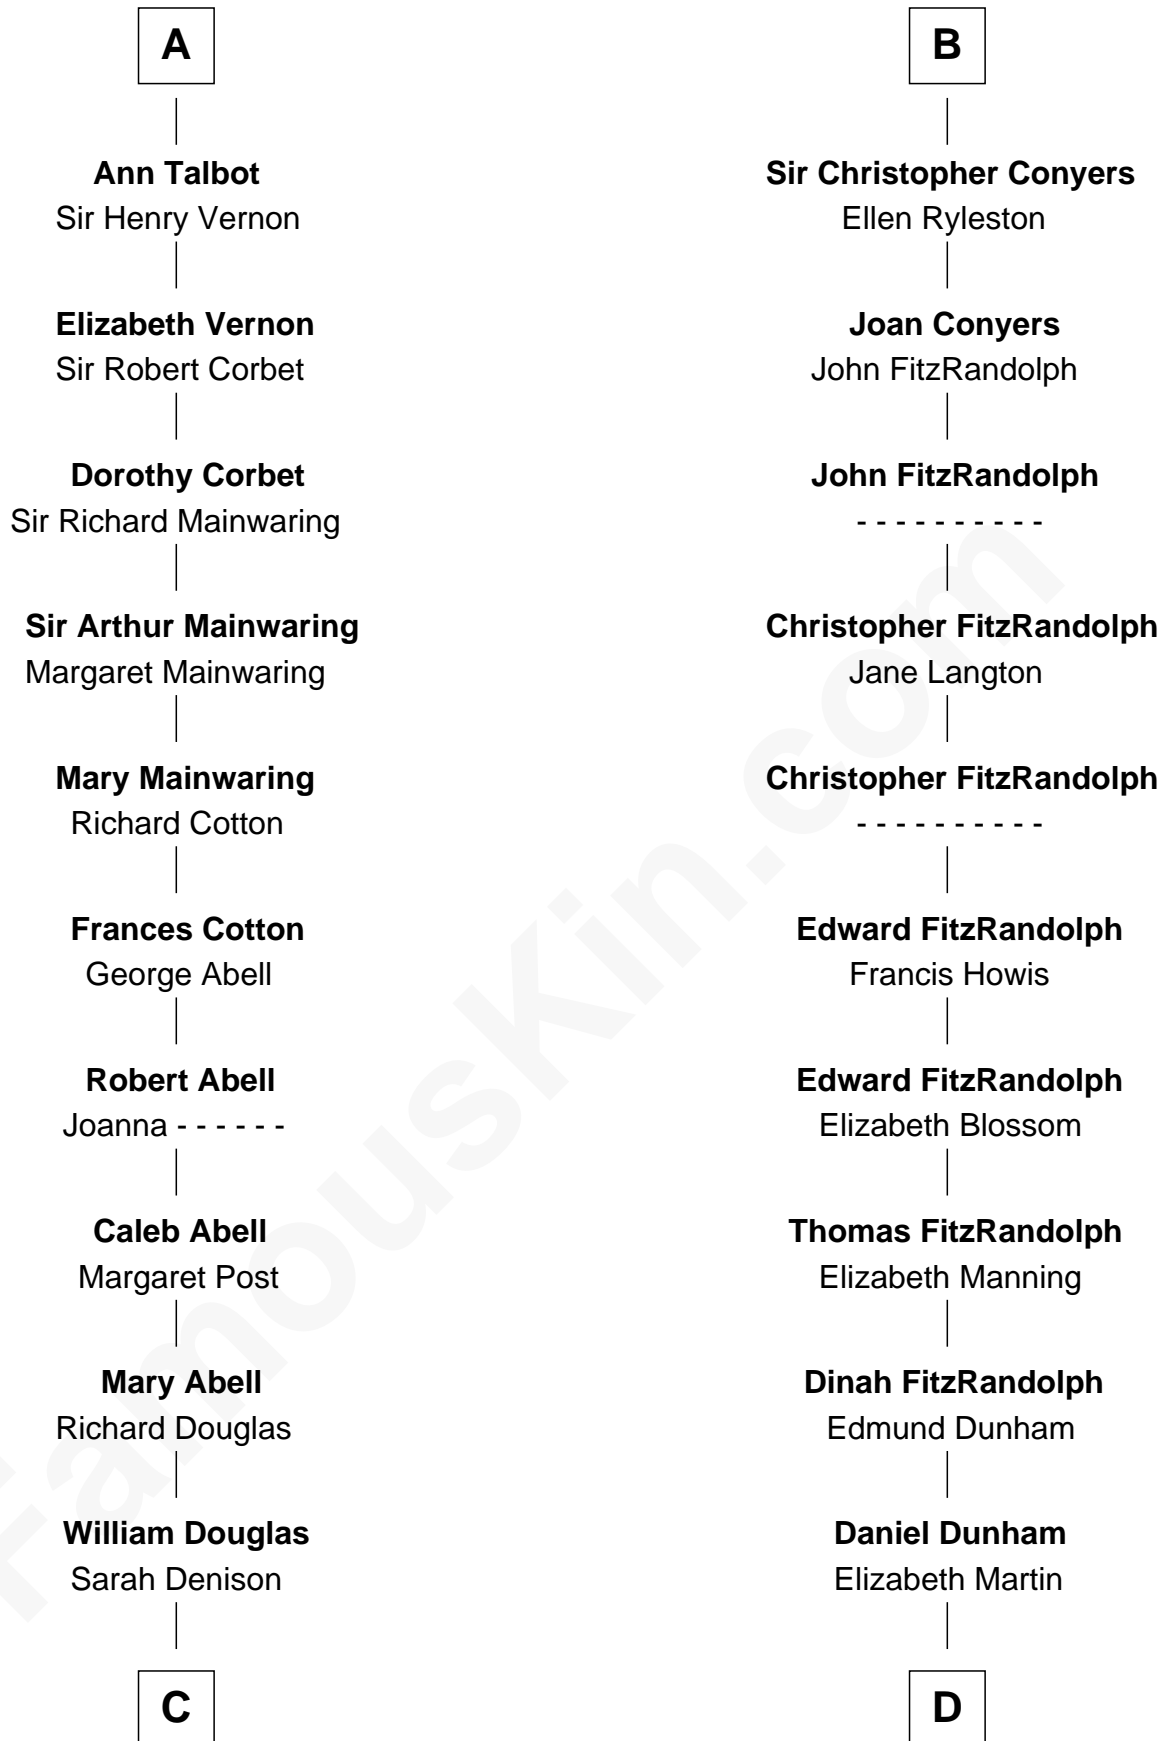 A
Ann Talbot
Sir Henry Vernon
Elizabeth Vernon
Sir Robert Corbet
Dorothy Corbet
Sir Richard Mainwaring
Sir Arthur Mainwaring
Margaret Mainwaring
Mary Mainwaring
Richard Cotton
Frances Cotton
George Abell
Robert Abell
Joanna - - - - - -
Caleb Abell
Margaret Post
Mary Abell
Richard Douglas
William Douglas
Sarah Denison
C
B
Sir Christopher Conyers
Ellen Ryleston
Joan Conyers
John FitzRandolph
John FitzRandolph
- - - - - - - - - -
Christopher FitzRandolph
Jane Langton
Christopher FitzRandolph
- - - - - - - - - -
Edward FitzRandolph
Francis Howis
Edward FitzRandolph
Elizabeth Blossom
Thomas FitzRandolph
Elizabeth Manning
Dinah FitzRandolph
Edmund Dunham
Daniel Dunham
Elizabeth Martin
D
FamousKin.com